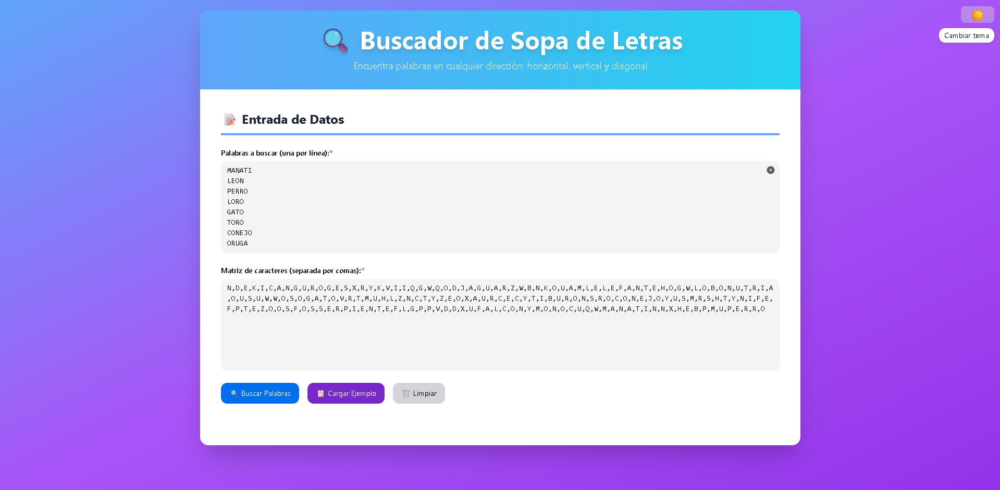 Buscador de Sopa de Letras
Encuentra palabras en cualquier dirección: horizontal, vertical y diagonal
Cambiar tema
Entrada de Datos
Palabras a buscar (una por línea):*
MANATI
LEON
PERRO
LORO
GATO
TORO
CONEJO
ORUGA
Matriz de caracteres (separada por comas):*
N,D,E,K,I,C,A,N,G,U,R,O,G,E,S,X,R,Y,K,V,I,I,Q,G,W,Q,O,D,J,A,G,U,A,R,Z,W,B,N,K,O,U,A,M,L,E,L,E,F,A,N,T,E,H,O,G,W,L,O,B,O,N,U,T,R,I,A
,O,U,S,U,W,W,O,S,O,G,A,T,O,V,R,T,M,U,H,L,Z,N,C,T,Y,Z,E,O,X,A,U,R,C,E,C,Y,T,I,B,U,R,O,N,S,R,O,C,O,N,E,J,O,Y,U,S,M,R,S,H,T,Y,N,I,F,E,
F,P,T,E,Z,O,O,S,F,O,S,S,E,R,P,I,E,N,T,E,F,L,G,P,P,V,D,D,X,U,F,A,L,C,O,N,Y,M,O,N,O,C,U,Q,W,M,A,N,A,T,I,N,N,X,H,E,B,P,M,U,P,E,R,R,O
Buscar Palabras
Cargar Ejemplo
Limpiar